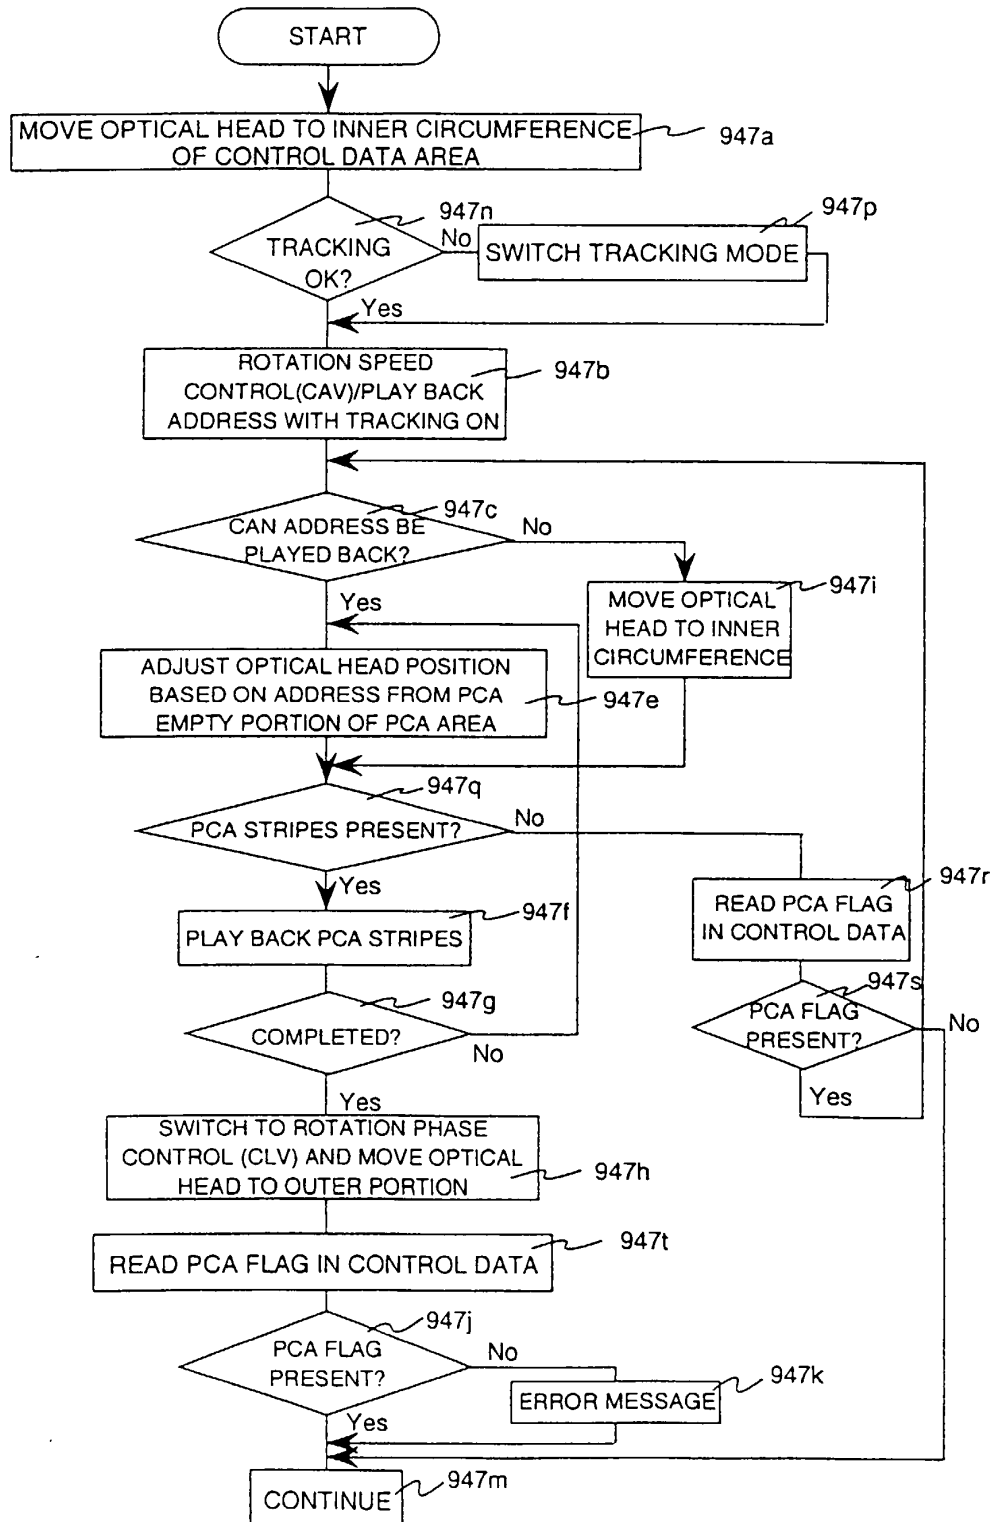 START
MOVE OPTICAL HEAD TO INNER CIRCUMFERENCE
OF CONTROL DATA AREA
947a
947n
947p
TRACKING
OK?
No
SWITCH TRACKING MODE
Yes
ROTATION SPEED
CONTROL(CAV)/PLAY BACK
ADDRESS WITH TRACKING ON
947b
947c
CAN ADDRESS BE
PLAYED BACK?
No
Yes
947i
MOVE OPTICAL
HEAD TO INNER
CIRCUMFERENCE
ADJUST OPTICAL HEAD POSITION
BASED ON ADDRESS FROM PCA
EMPTY PORTION OF PCA AREA
947e
947q
PCA STRIPES PRESENT?
No
Yes
947r
READ PCA FLAG
IN CONTROL DATA
PLAY BACK PCA STRIPES
947f
947g
COMPLETED?
No
Yes
947s
PCA FLAG
PRESENT?
No
Yes
SWITCH TO ROTATION PHASE
CONTROL (CLV) AND MOVE OPTICAL
HEAD TO OUTER PORTION
947h
READ PCA FLAG IN CONTROL DATA
947t
947j
PCA FLAG
PRESENT?
No
Yes
947k
ERROR MESSAGE
CONTINUE
947m